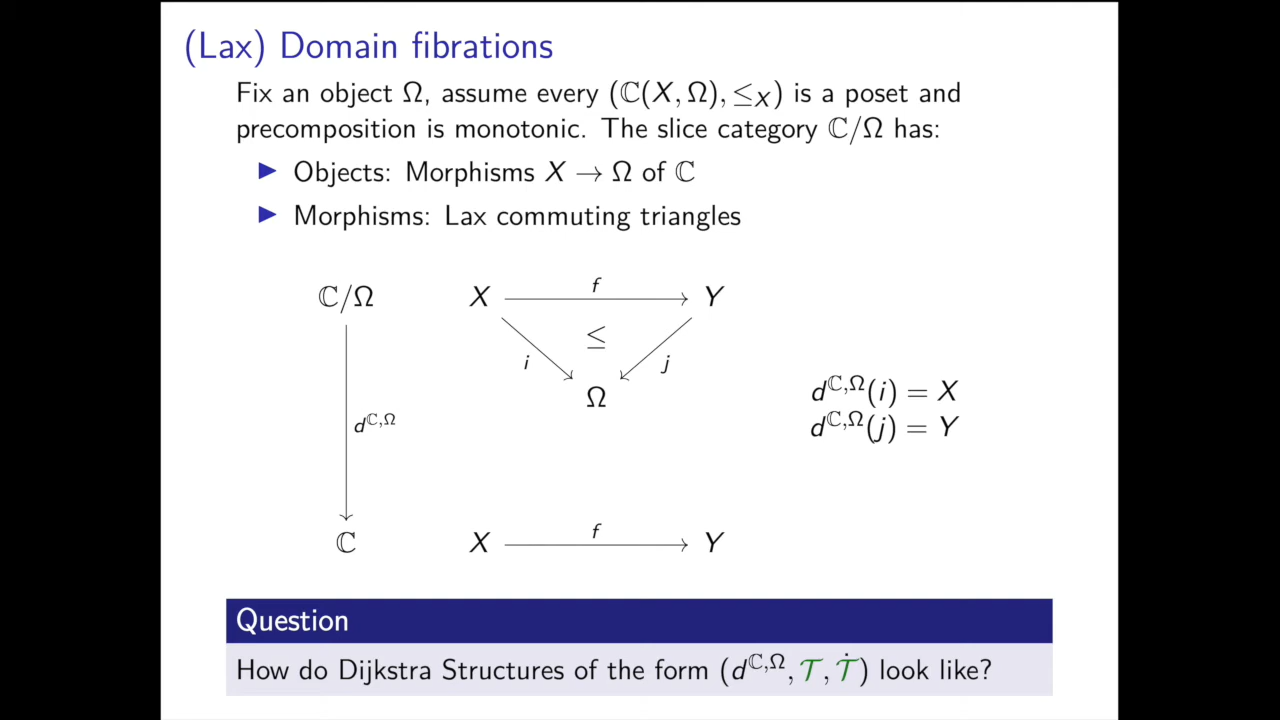 (Lax) Domain fibrations
Fix an object Ω, assume every (ℂ(X, Ω), ≤_X) is a poset and
precomposition is monotonic. The slice category ℂ/Ω has:
▶ Objects: Morphisms X → Ω of ℂ
▶ Morphisms: Lax commuting triangles
ℂ/Ω X f Y
≤
i j
Ω
d^{ℂ,Ω}(i) = X
d^{ℂ,Ω}
d^{ℂ,Ω}(j) = Y
ℂ X f Y
Question
How do Dijkstra Structures of the form (d^{ℂ,Ω}, 𝒯, 𝒯̇) look like?